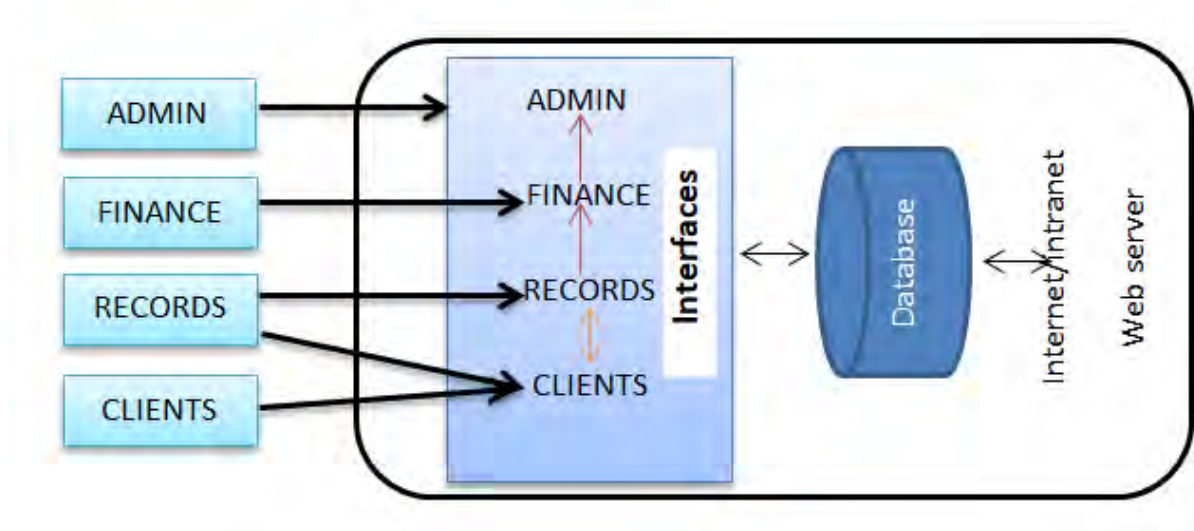 ADMIN
FINANCE
RECORDS
CLIENTS
ADMIN
FINANCE
RECORDS
CLIENTS
Interfaces
Database
Internet/Intranet
Web server